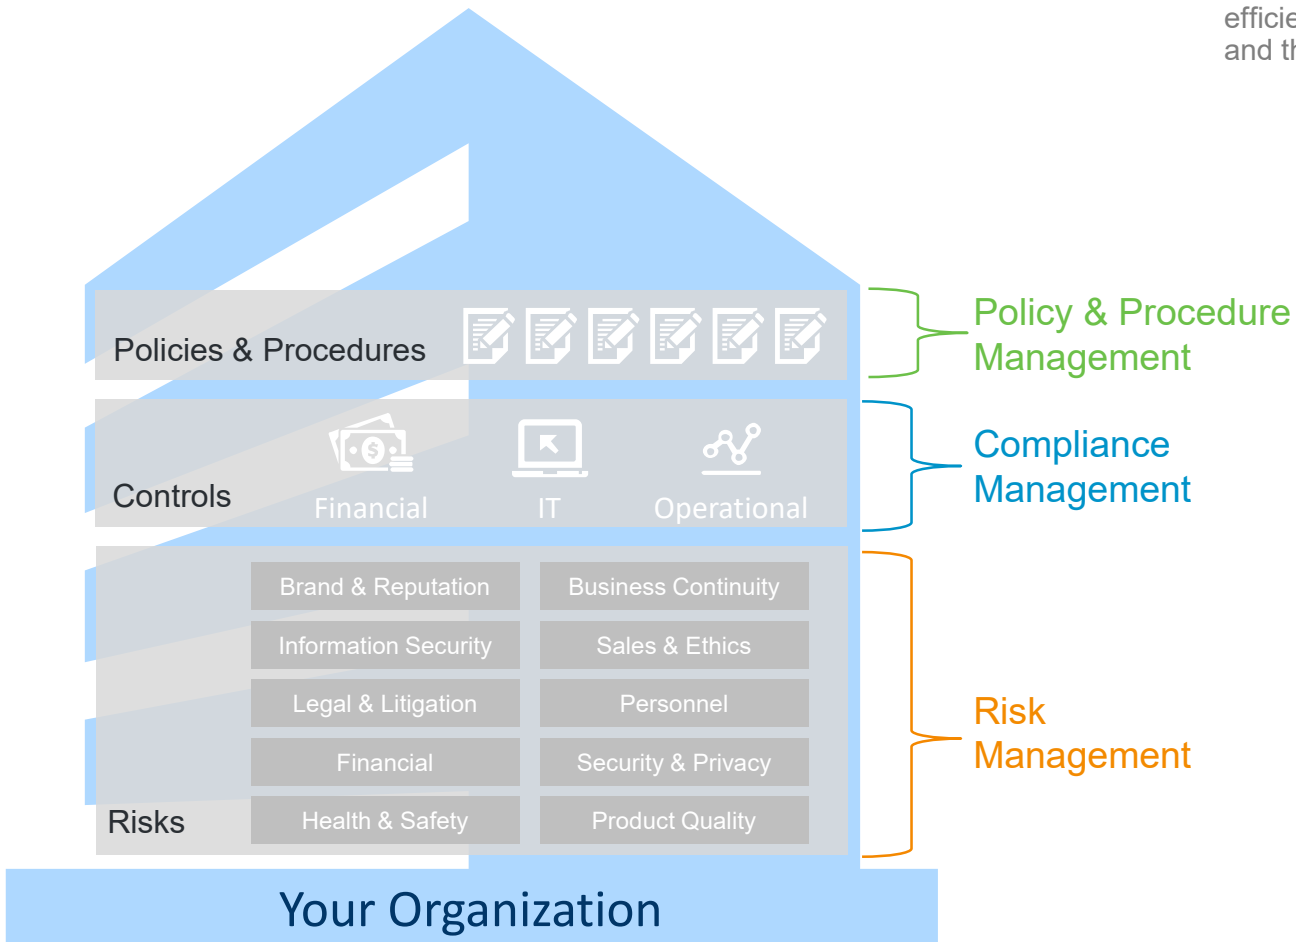 and
Policies & Procedures
Policy & Procedure
Management
Controls
Financial
IT
Operational
Compliance
Management
Brand & Reputation
Business Continuity
Information Security
Sales & Ethics
Legal & Litigation
Personnel
Financial
Security & Privacy
Health & Safety
Product Quality
Risks
Risk
Management
Your Organization